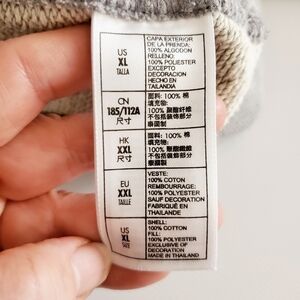 US
XL
TALLA
CAPA EXTERIOR
DE LA PRENDA:
100% ALGODON
RELLENO:
100% POLIESTER
EXCEPTO
DECORACION
HECHO EN
TAILANDIA
CN
185/112A
尺寸
面料: 100% 棉
填充物:
100% 聚酯纤维
不包括装饰部分
泰國制
HK
XXL
尺寸
面料: 100% 棉
填充物:
100% 聚酯纖維
不包括裝飾部分
泰國製
EU
XXL
TAILLE
VESTE:
100% COTON
REMBOURRAGE:
100% POLYESTER
SAUF DECORATION
FABRIQUÉ EN
THAILANDE
US
XL
SIZE
SHELL:
100% COTTON
FILL:
100% POLYESTER
EXCLUSIVE OF
DECORATION
MADE IN THAILAND